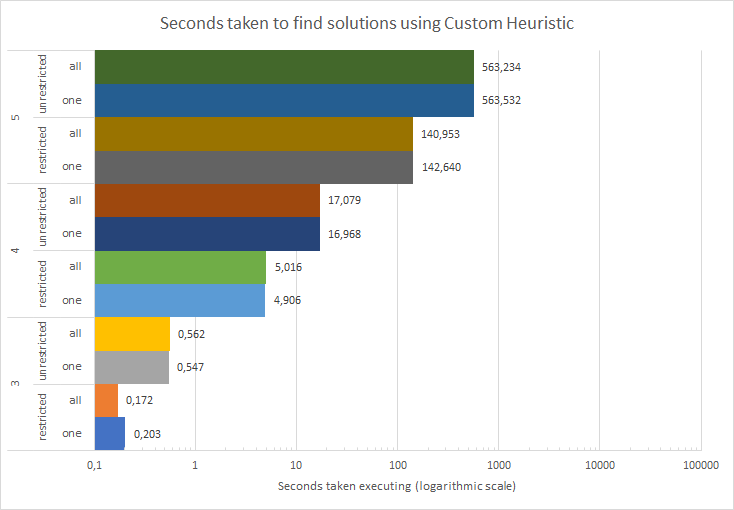 Seconds taken to find solutions using Custom Heuristic
5
unrestricted
all
563,234
one
563,532
restricted
all
140,953
one
142,640
4
unrestricted
all
17,079
one
16,968
restricted
all
5,016
one
4,906
3
unrestricted
all
0,562
one
0,547
restricted
all
0,172
one
0,203
0,1 1 10 100 1000 10000 100000
Seconds taken executing (logarithmic scale)